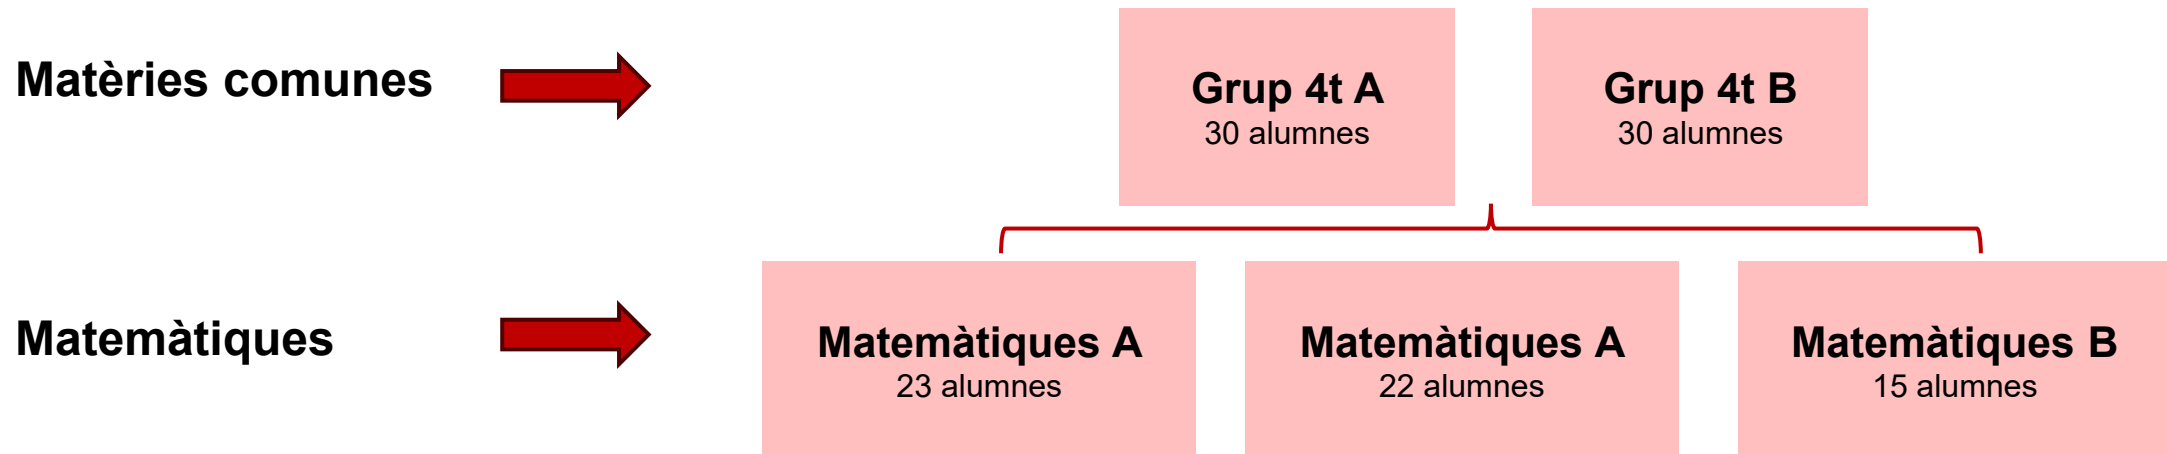 Matèries comunes
Grup 4t A
30 alumnes
Grup 4t B
30 alumnes
Matemàtiques
Matemàtiques A
23 alumnes
Matemàtiques A
22 alumnes
Matemàtiques B
15 alumnes